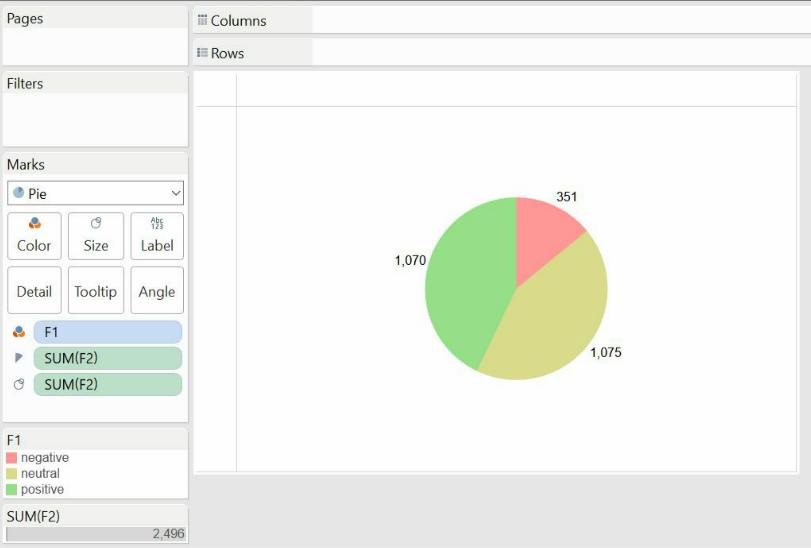 Pages
Columns
Rows
Filters
Marks
Pie
Color
Size
Abc
123
Label
Detail
Tooltip
Angle
F1
SUM(F2)
SUM(F2)
F1
negative
neutral
positive
SUM(F2)
2,496
351
1,070
1,075